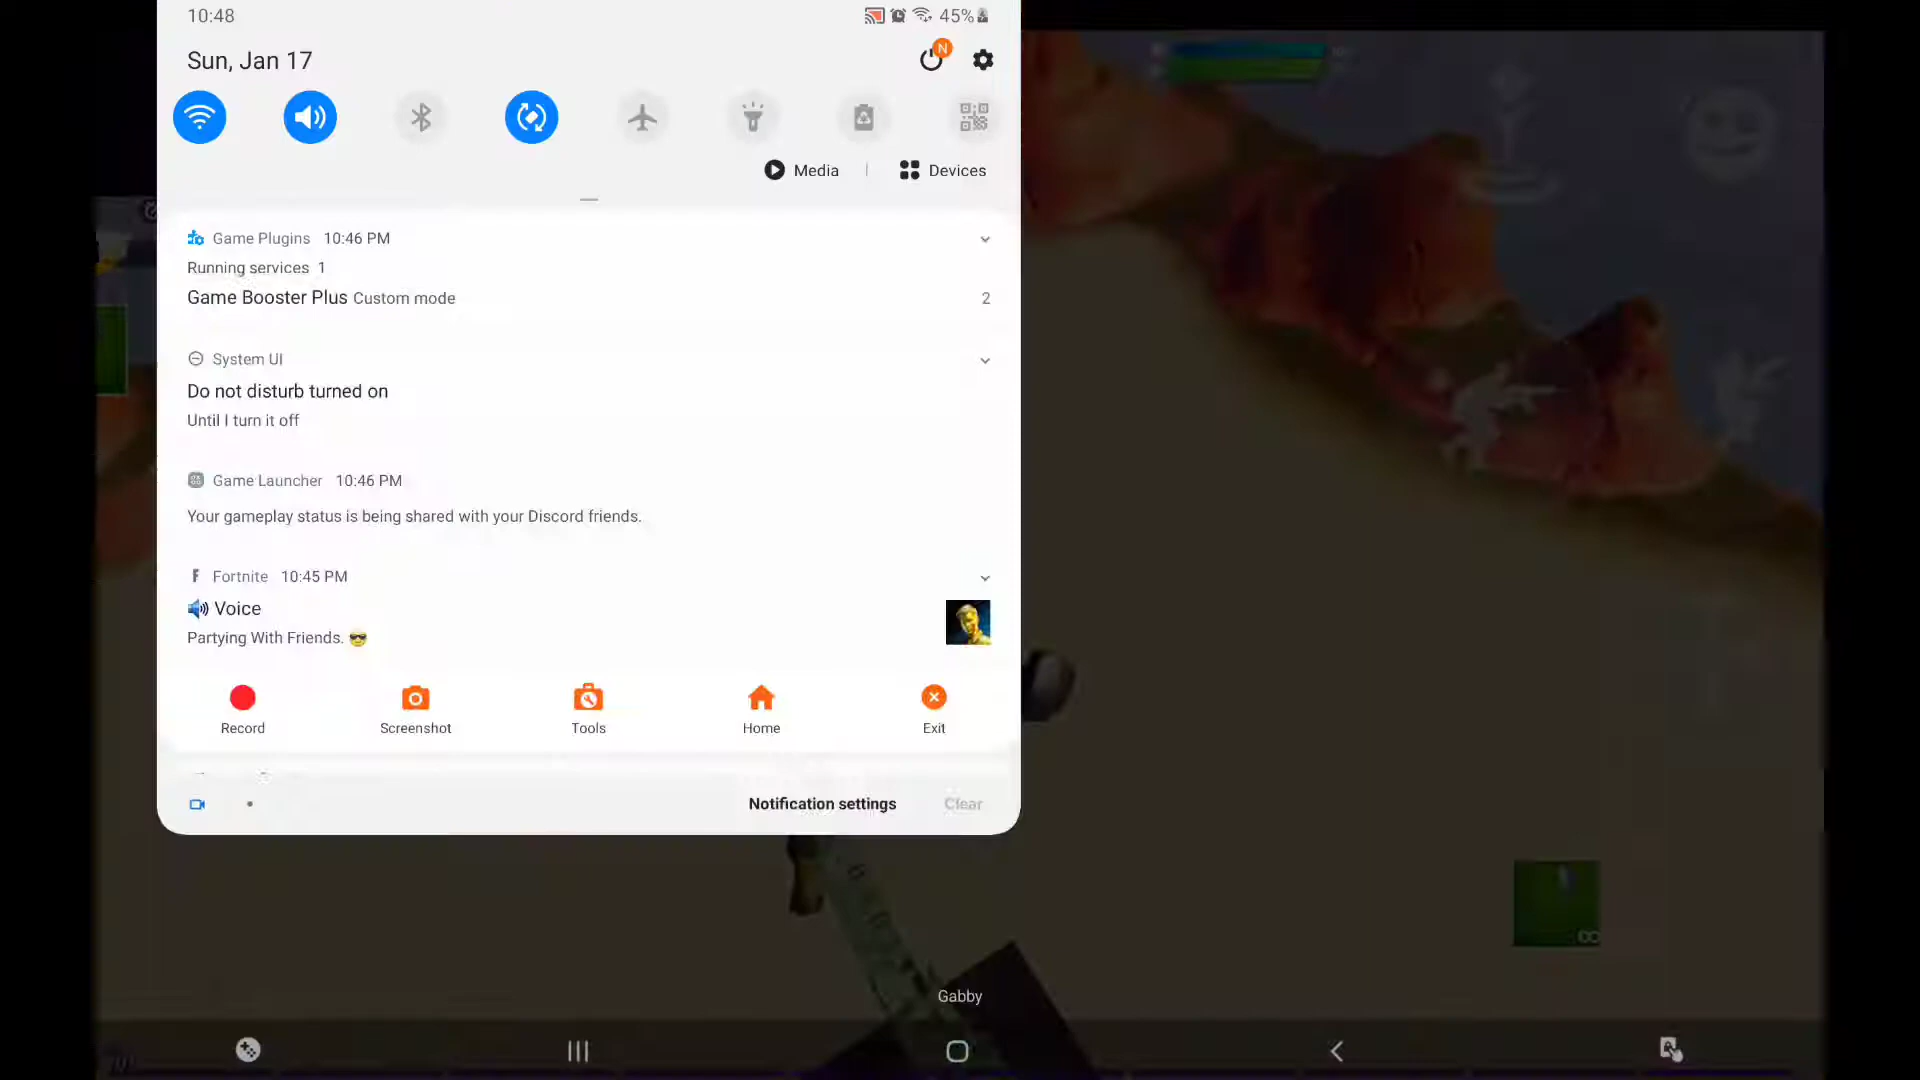 10:48
45%
Sun, Jan 17
N
Media
Devices
Game Plugins 10:46 PM
Running services 1
Game Booster Plus Custom mode
2
System UI
Do not disturb turned on
Until I turn it off
Game Launcher 10:46 PM
Your gameplay status is being shared with your Discord friends.
Fortnite 10:45 PM
Voice
Partying With Friends. 😎
Record
Screenshot
Tools
Home
Exit
Notification settings
Clear
∞
Gabby